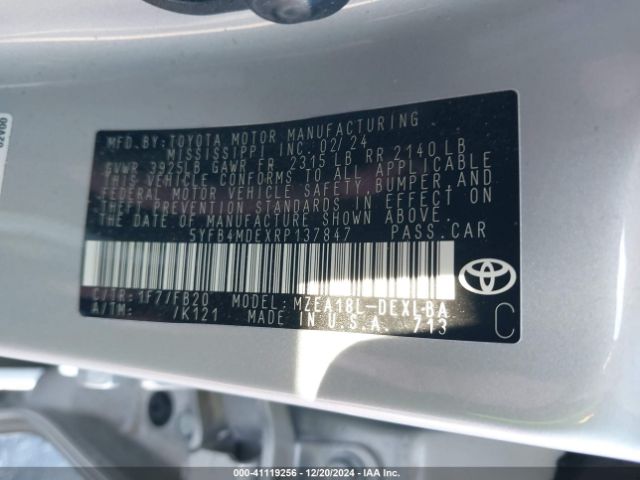 MFD.BY: TOYOTA MOTOR MANUFACTURING
MISSISSIPPI, INC. 02/24
GVWR 3925LB GAWR FR 2315 LB RR 2140 LB
THIS VEHICLE CONFORMS TO ALL APPLICABLE
FEDERAL MOTOR VEHICLE SAFETY, BUMPER, AND
THEFT PREVENTION STANDARDS IN EFFECT ON
THE DATE OF MANUFACTURE SHOWN ABOVE.
5YFB4MDEXRP137847 PASS.CAR
C/TR: 1F7/FB20 MODEL: MZEA18L-DEXLBA
A/TM: /K121 MADE IN U.S.A. 713
C
000-41119256 - 12/20/2024 - IAA Inc.